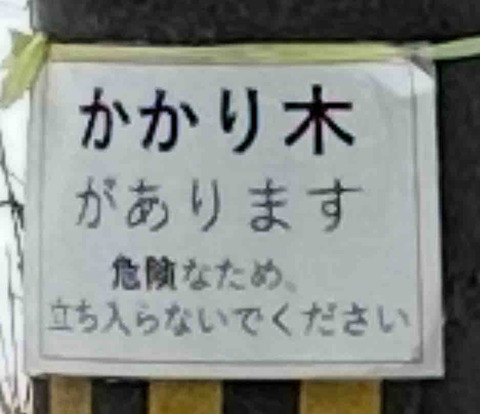 かかり木
があります
危険なため、
立ち入らないでください